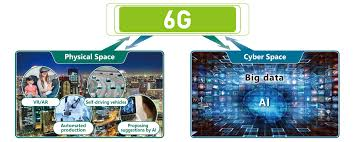 6G
Physical Space
VR/AR
Self-driving vehicles
Automated
production
Proposing
suggestions by AI
Cyber Space
Big data
AI